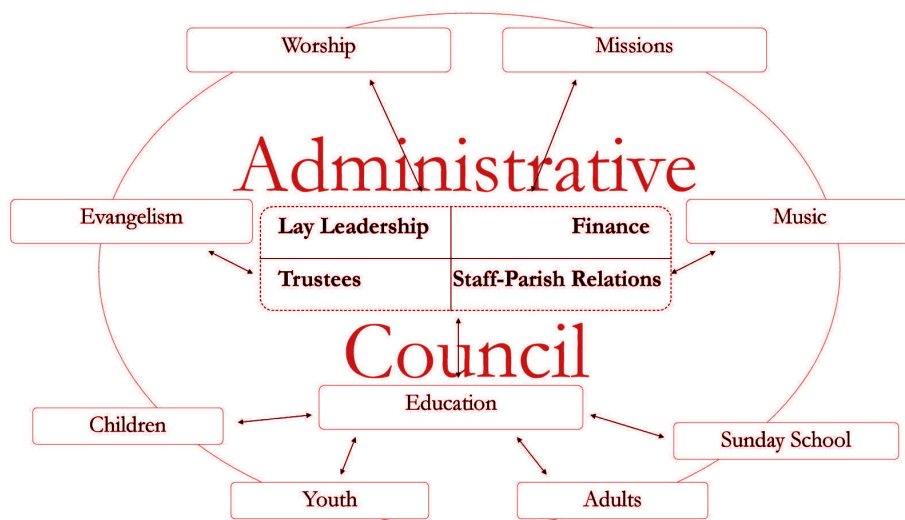 Worship
Missions
Administrative
Evangelism
Lay Leadership
Finance
Music
Trustees
Staff-Parish Relations
Council
Education
Children
Sunday School
Youth
Adults